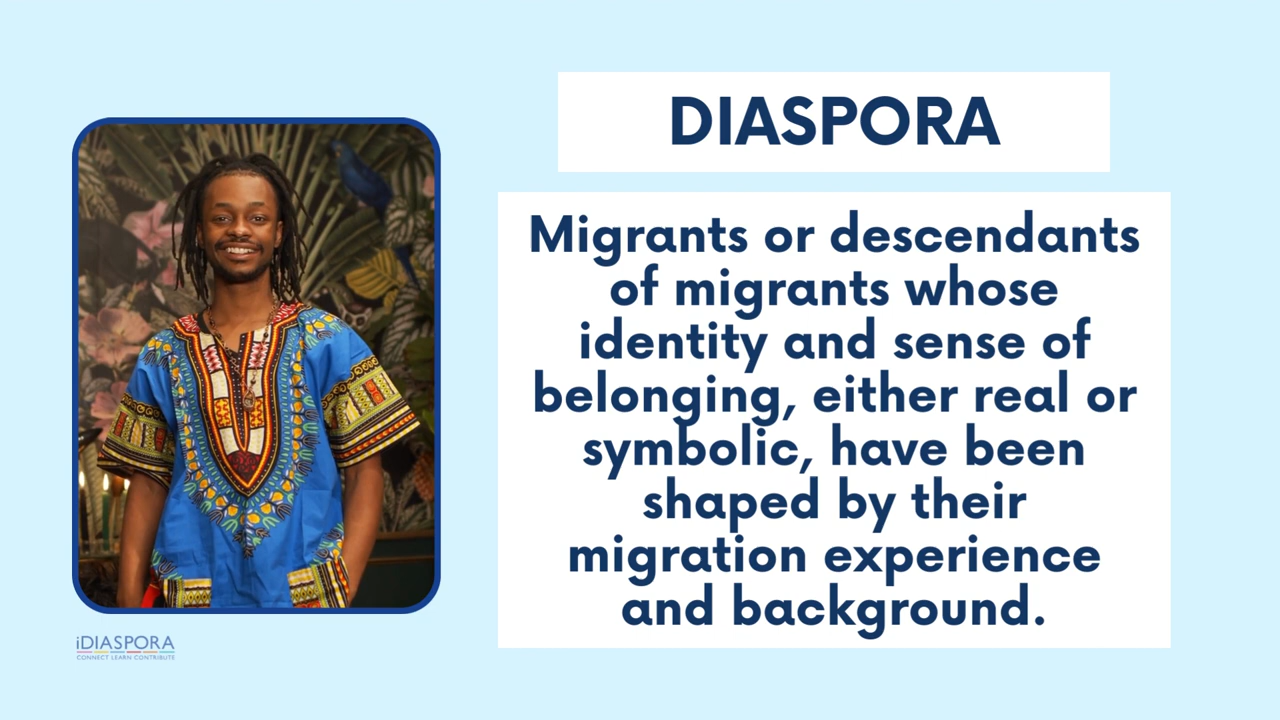 DIASPORA
Migrants or descendants
of migrants whose
identity and sense of
belonging, either real or
symbolic, have been
shaped by their
migration experience
and background.
iDIASPORA
CONNECT LEARN CONTRIBUTE